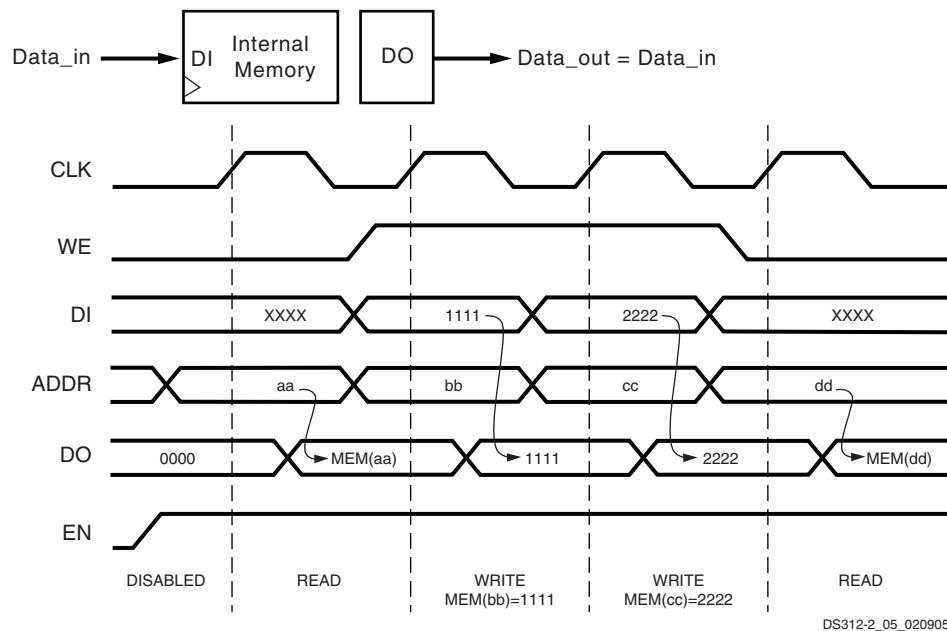 Data_in DI Internal Memory DO Data_out = Data_in
CLK
WE
DI XXXX 1111 2222 XXXX
ADDR aa bb cc dd
DO 0000 MEM(aa) 1111 2222 MEM(dd)
EN
DISABLED READ WRITE WRITE READ
MEM(bb)=1111 MEM(cc)=2222
DS312-2_05_020905